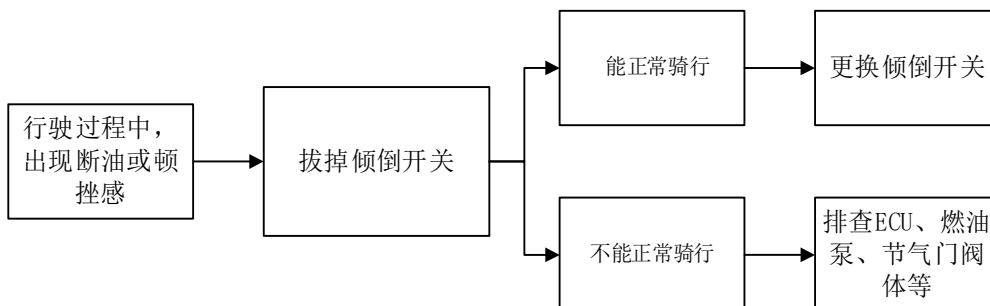 行驶过程中，
出现断油或顿
挫感
拔掉倾倒开关
能正常骑行
更换倾倒开关
不能正常骑行
排查ECU、燃油
泵、节气门阀
体等